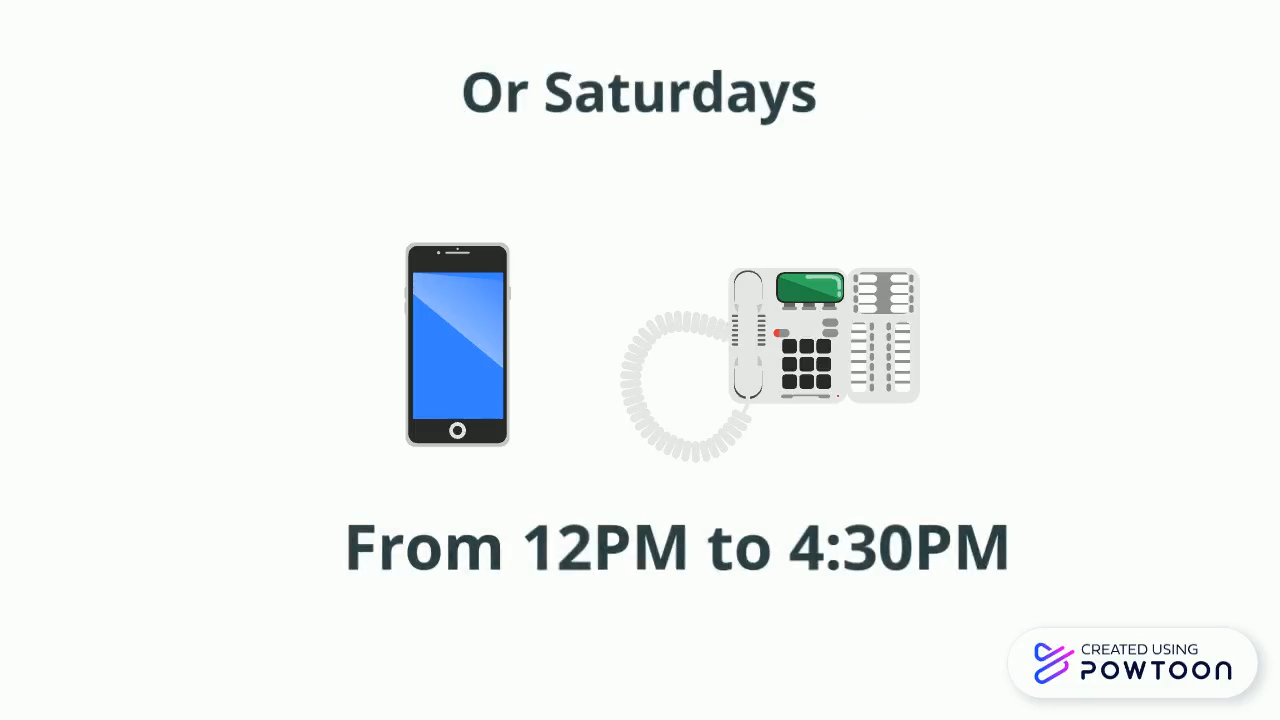 Or Saturdays
From 12PM to 4:30PM
CREATED USING
POWTOON